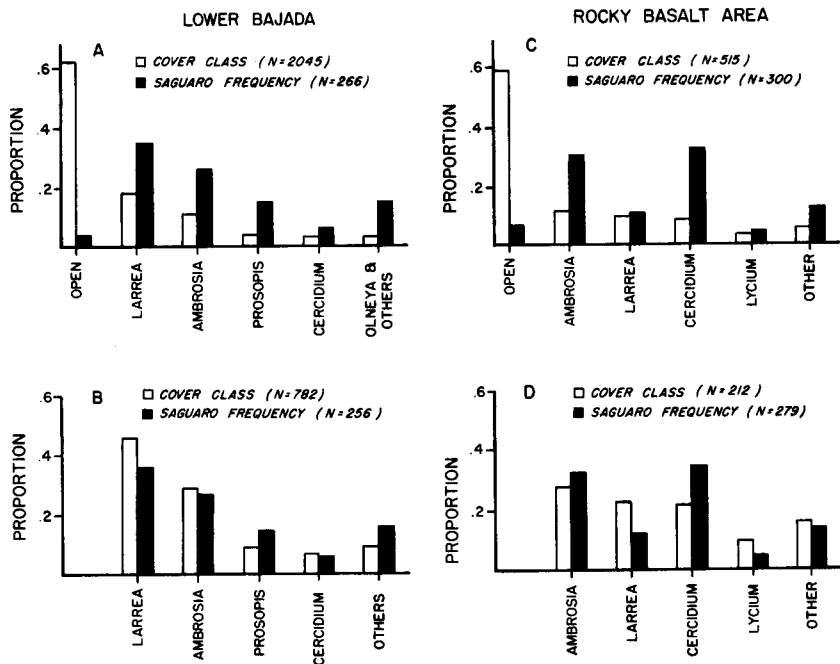 LOWER BAJADA
A
□ COVER CLASS (N=2045)
■ SAGUARO FREQUENCY (N=266)
PROPORTION
.6
.4
.2
OPEN
LARREA
AMBROSIA
PROSOPIS
CERCIDIUM
OLNEYA &
OTHERS
ROCKY BASALT AREA
C
□ COVER CLASS (N=515)
■ SAGUARO FREQUENCY (N=300)
PROPORTION
.6
.4
.2
OPEN
AMBROSIA
LARREA
CERCIDIUM
LYCIUM
OTHER
B
□ COVER CLASS (N=782)
■ SAGUARO FREQUENCY (N=256)
PROPORTION
.6
.4
.2
LARREA
AMBROSIA
PROSOPIS
CERCIDIUM
OTHERS
D
□ COVER CLASS (N=212)
■ SAGUARO FREQUENCY (N=279)
PROPORTION
.6
.4
.2
AMBROSIA
LARREA
CERCIDIUM
LYCIUM
OTHER